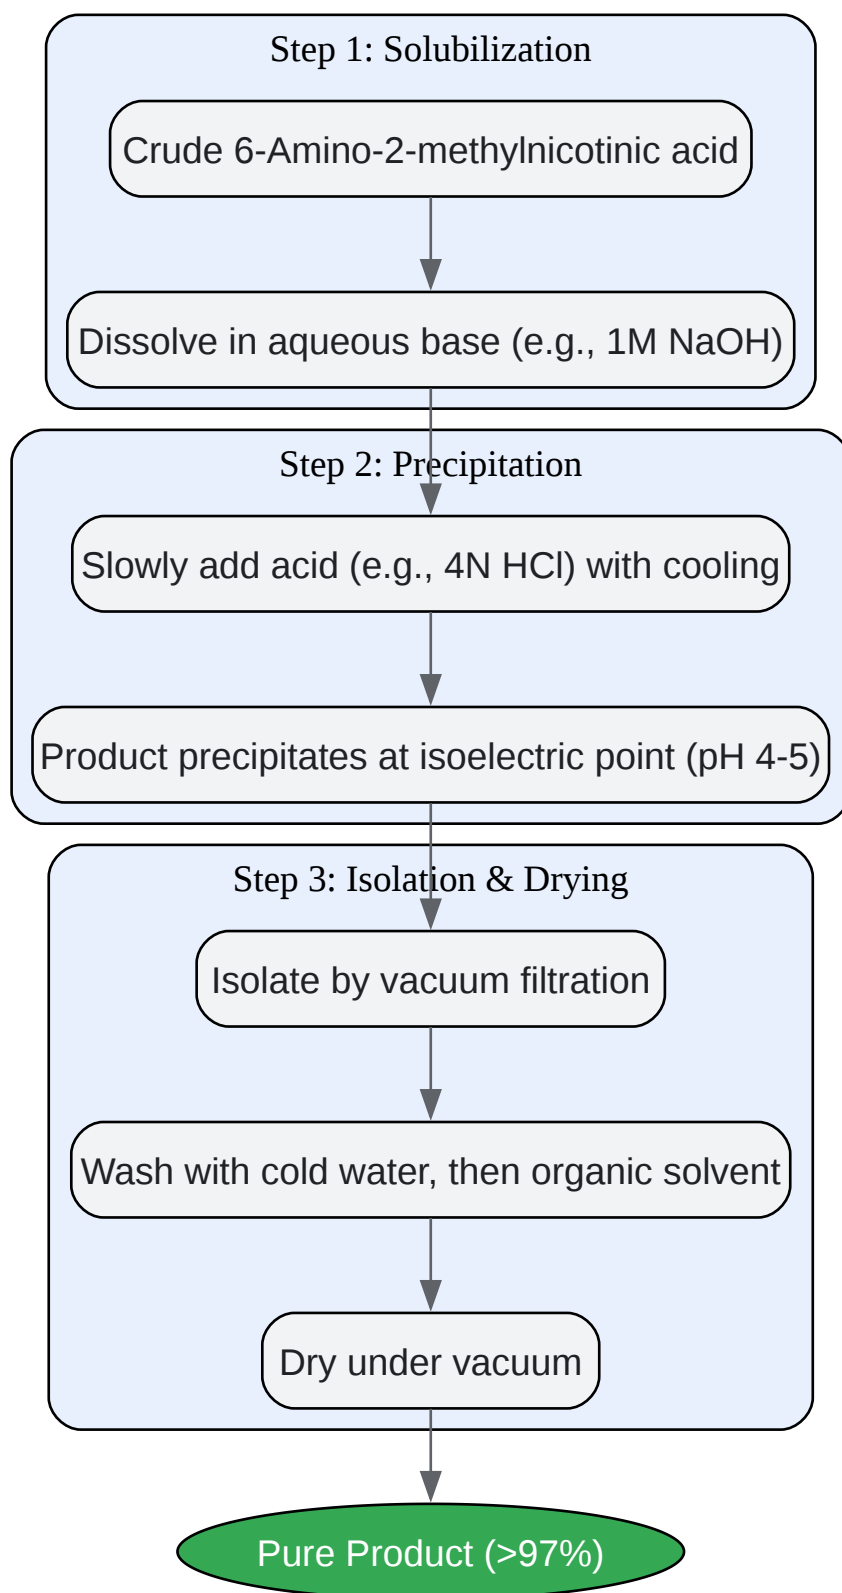 Step 1: Solubilization
Crude 6-Amino-2-methylnicotinic acid
Dissolve in aqueous base (e.g., 1M NaOH)
Step 2: Precipitation
Slowly add acid (e.g., 4N HCl) with cooling
Product precipitates at isoelectric point (pH 4-5)
Step 3: Isolation & Drying
Isolate by vacuum filtration
Wash with cold water, then organic solvent
Dry under vacuum
Pure Product (>97%)